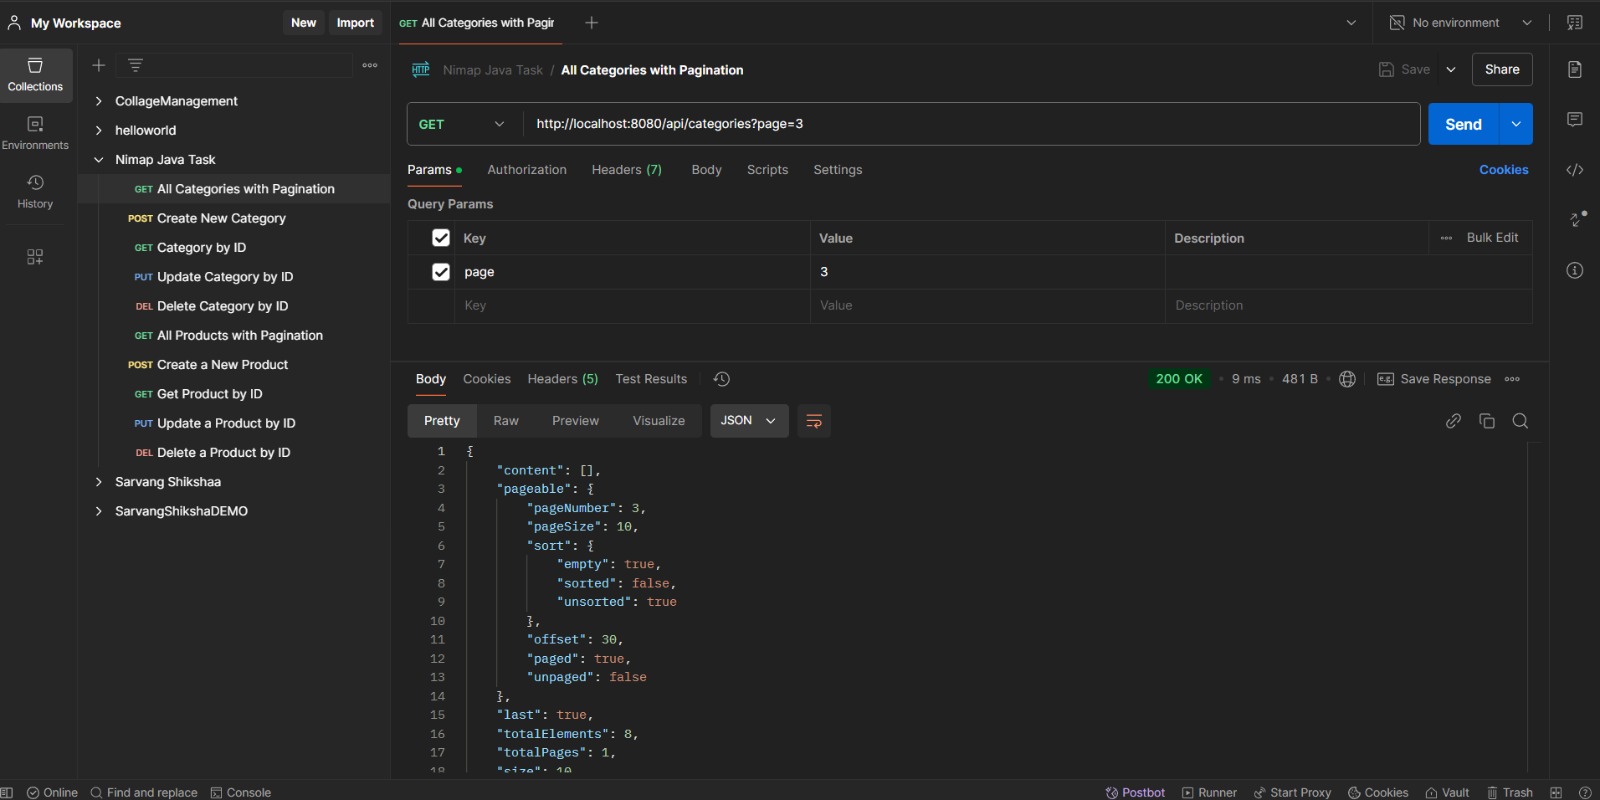 My Workspace
New
Import
GET All Categories with Pagin
No environment
Collections
Environments
History
CollageManagement
helloworld
Nimap Java Task
GET All Categories with Pagination
POST Create New Category
GET Category by ID
PUT Update Category by ID
DEL Delete Category by ID
GET All Products with Pagination
POST Create a New Product
GET Get Product by ID
PUT Update a Product by ID
DEL Delete a Product by ID
Sarvang Shikshaa
SarvangShikshaDEMO
HTTP Nimap Java Task / All Categories with Pagination
Save
Share
GET http://localhost:8080/api/categories?page=3
Send
Params Authorization Headers (7) Body Scripts Settings
Cookies
Query Params
Key Value Description Bulk Edit
page 3
Key Value Description
Body Cookies Headers (5) Test Results
200 OK • 9 ms • 481 B
e.g. Save Response
Pretty Raw Preview Visualize JSON
1 {
2 "content": [],
3 "pageable": {
4 "pageNumber": 3,
5 "pageSize": 10,
6 "sort": {
7 "empty": true,
8 "sorted": false,
9 "unsorted": true
10 },
11 "offset": 30,
12 "paged": true,
13 "unpaged": false
14 },
15 "last": true,
16 "totalElements": 8,
17 "totalPages": 1,
18 "size": 10
Online Find and replace Console
Postbot Runner Start Proxy Cookies Vault Trash